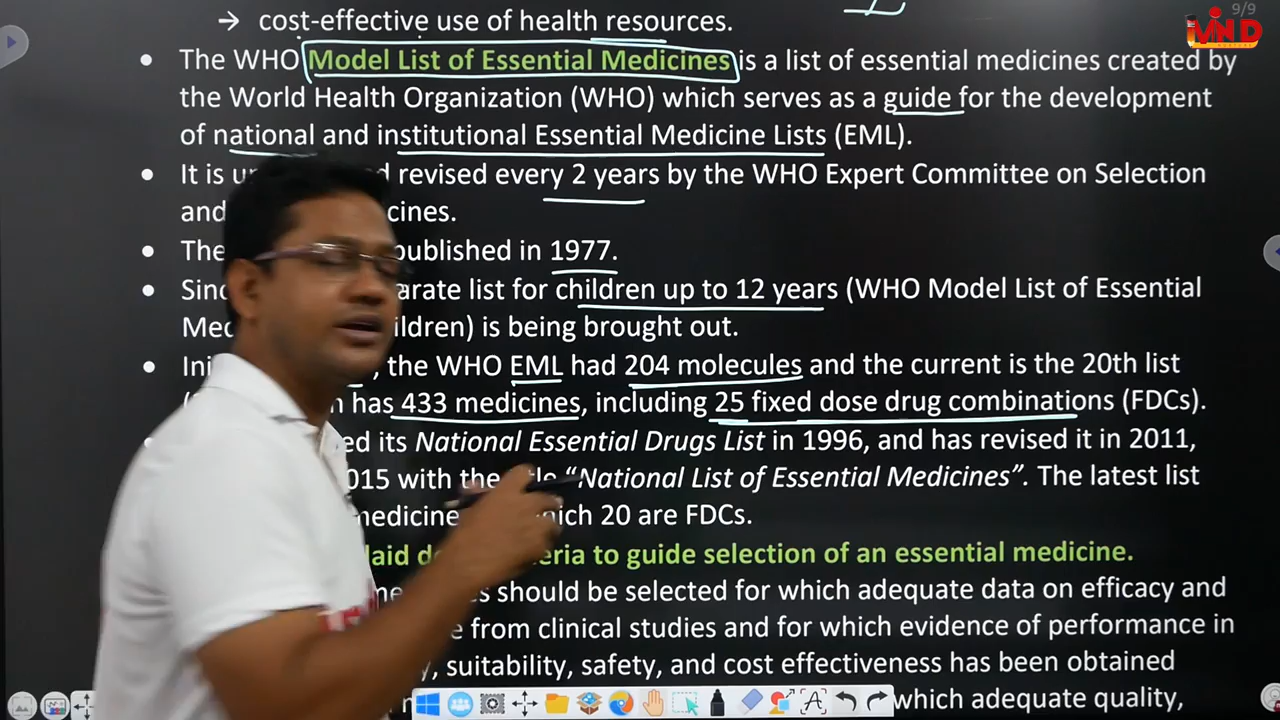 9/9
MIND
→ cost-effective use of health resources.
• The WHO Model List of Essential Medicines is a list of essential medicines created by
the World Health Organization (WHO) which serves as a guide for the development
of national and institutional Essential Medicine Lists (EML).
• It is revised every 2 years by the WHO Expert Committee on Selection
and cines.
• The published in 1977.
• Sinc arate list for children up to 12 years (WHO Model List of Essential
Med ildren) is being brought out.
• Ini , the WHO EML had 204 molecules and the current is the 20th list
has 433 medicines, including 25 fixed dose drug combinations (FDCs).
ed its National Essential Drugs List in 1996, and has revised it in 2011,
015 with the "National List of Essential Medicines". The latest list
medicine which 20 are FDCs.
laid eria to guide selection of an essential medicine.
should be selected for which adequate data on efficacy and
from clinical studies and for which evidence of performance in
, suitability, safety, and cost effectiveness has been obtained
which adequate quality,